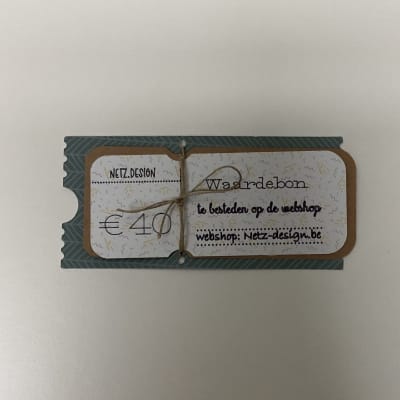 NETZ.DESIGN
€ 40
Waardebon
te besteden op de webshop
webshop: Netz-design.be